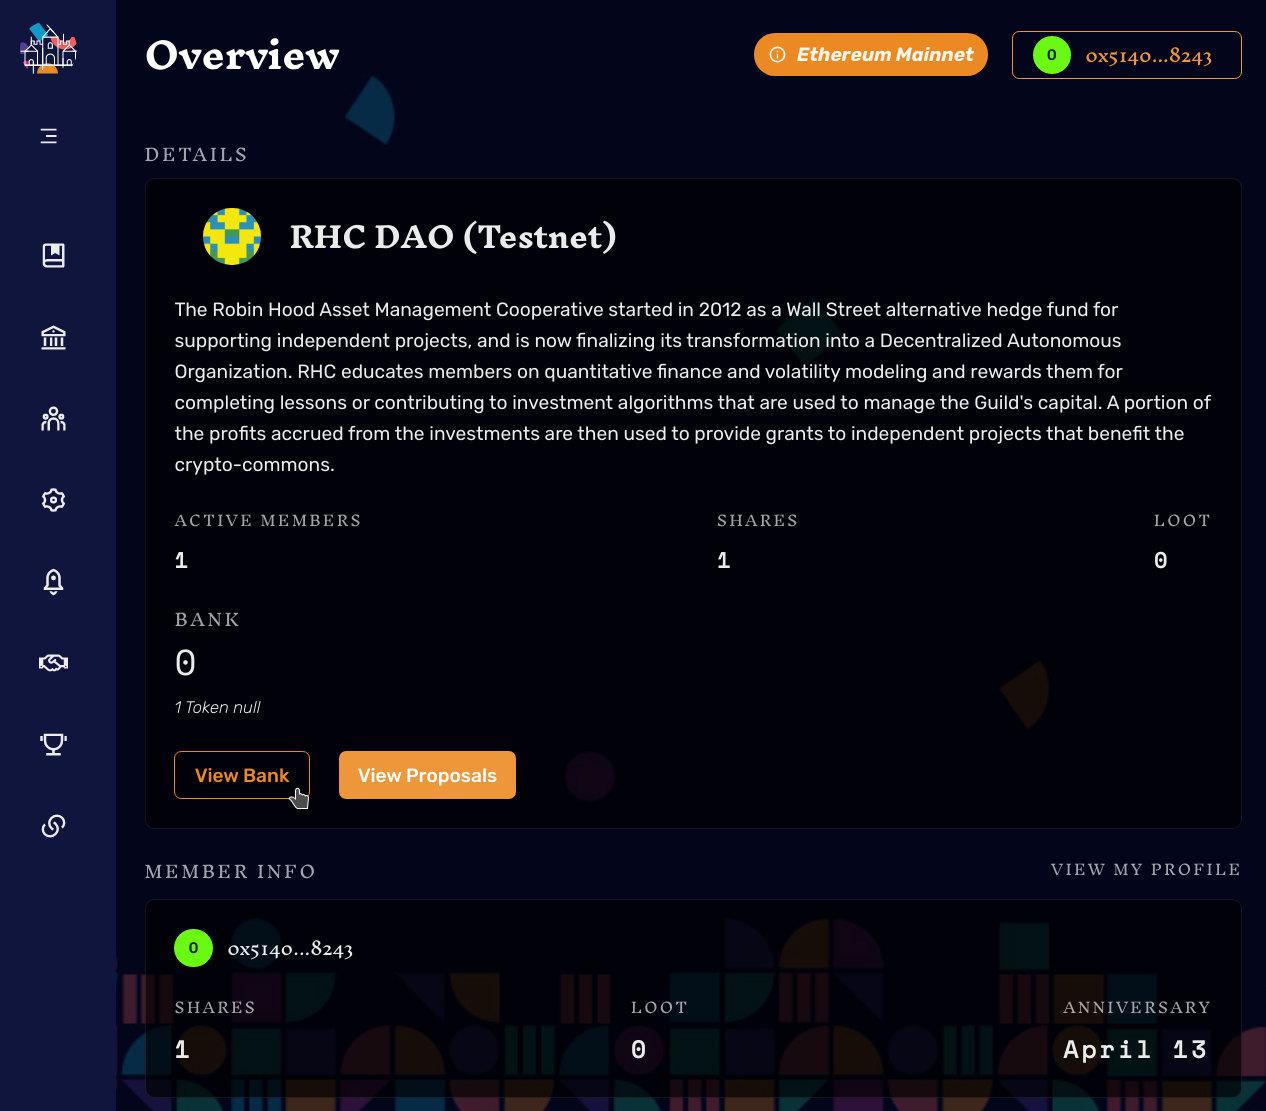 Overview
Ethereum Mainnet
0
0x5140...8243
DETAILS
RHC DAO (Testnet)
The Robin Hood Asset Management Cooperative started in 2012 as a Wall Street alternative hedge fund for
supporting independent projects, and is now finalizing its transformation into a Decentralized Autonomous
Organization. RHC educates members on quantitative finance and volatility modeling and rewards them for
completing lessons or contributing to investment algorithms that are used to manage the Guild's capital. A portion of
the profits accrued from the investments are then used to provide grants to independent projects that benefit the
crypto-commons.
ACTIVE MEMBERS
1
SHARES
1
LOOT
0
BANK
0
1 Token null
View Bank
View Proposals
MEMBER INFO
VIEW MY PROFILE
0
0x5140...8243
SHARES
1
LOOT
0
ANNIVERSARY
April 13